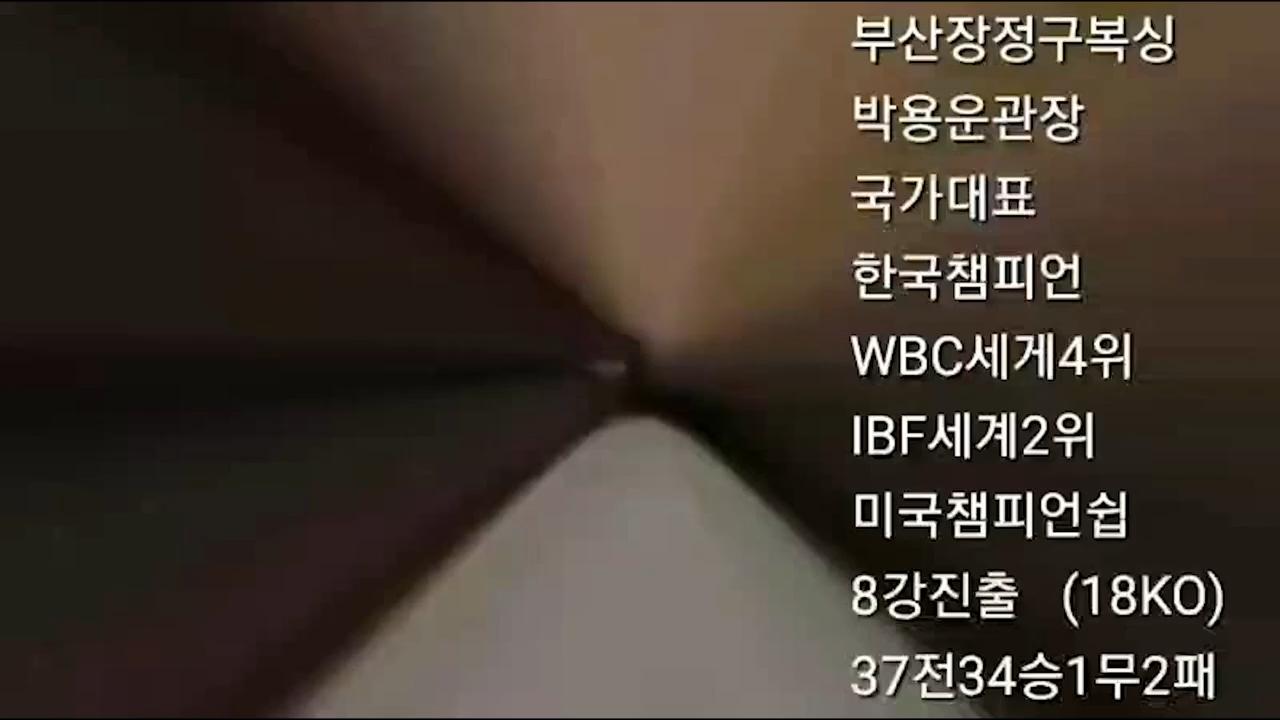 부산장정구복싱
박용운관장
국가대표
한국챔피언
WBC세게4위
IBF세계2위
미국챔피언쉽
8강진출 (18KO)
37전34승1무2패